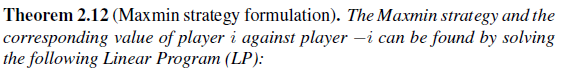 Theorem 2.12 (Maxmin strategy formulation). The Maxmin strategy and the
corresponding value of player i against player −i can be found by solving
the following Linear Program (LP):